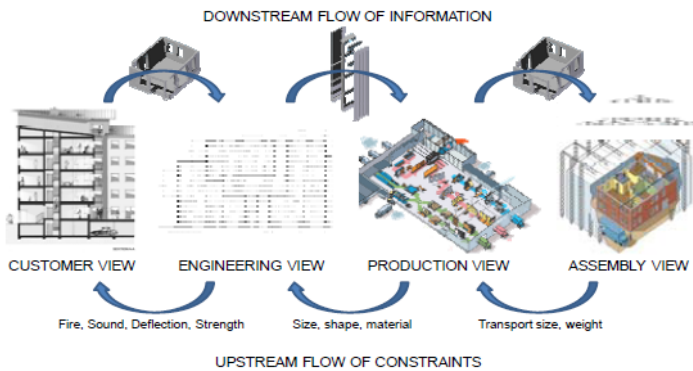 DOWNSTREAM FLOW OF INFORMATION
CUSTOMER VIEW
ENGINEERING VIEW
PRODUCTION VIEW
ASSEMBLY VIEW
Fire, Sound, Deflection, Strength
Size, shape, material
Transport size, weight
UPSTREAM FLOW OF CONSTRAINTS